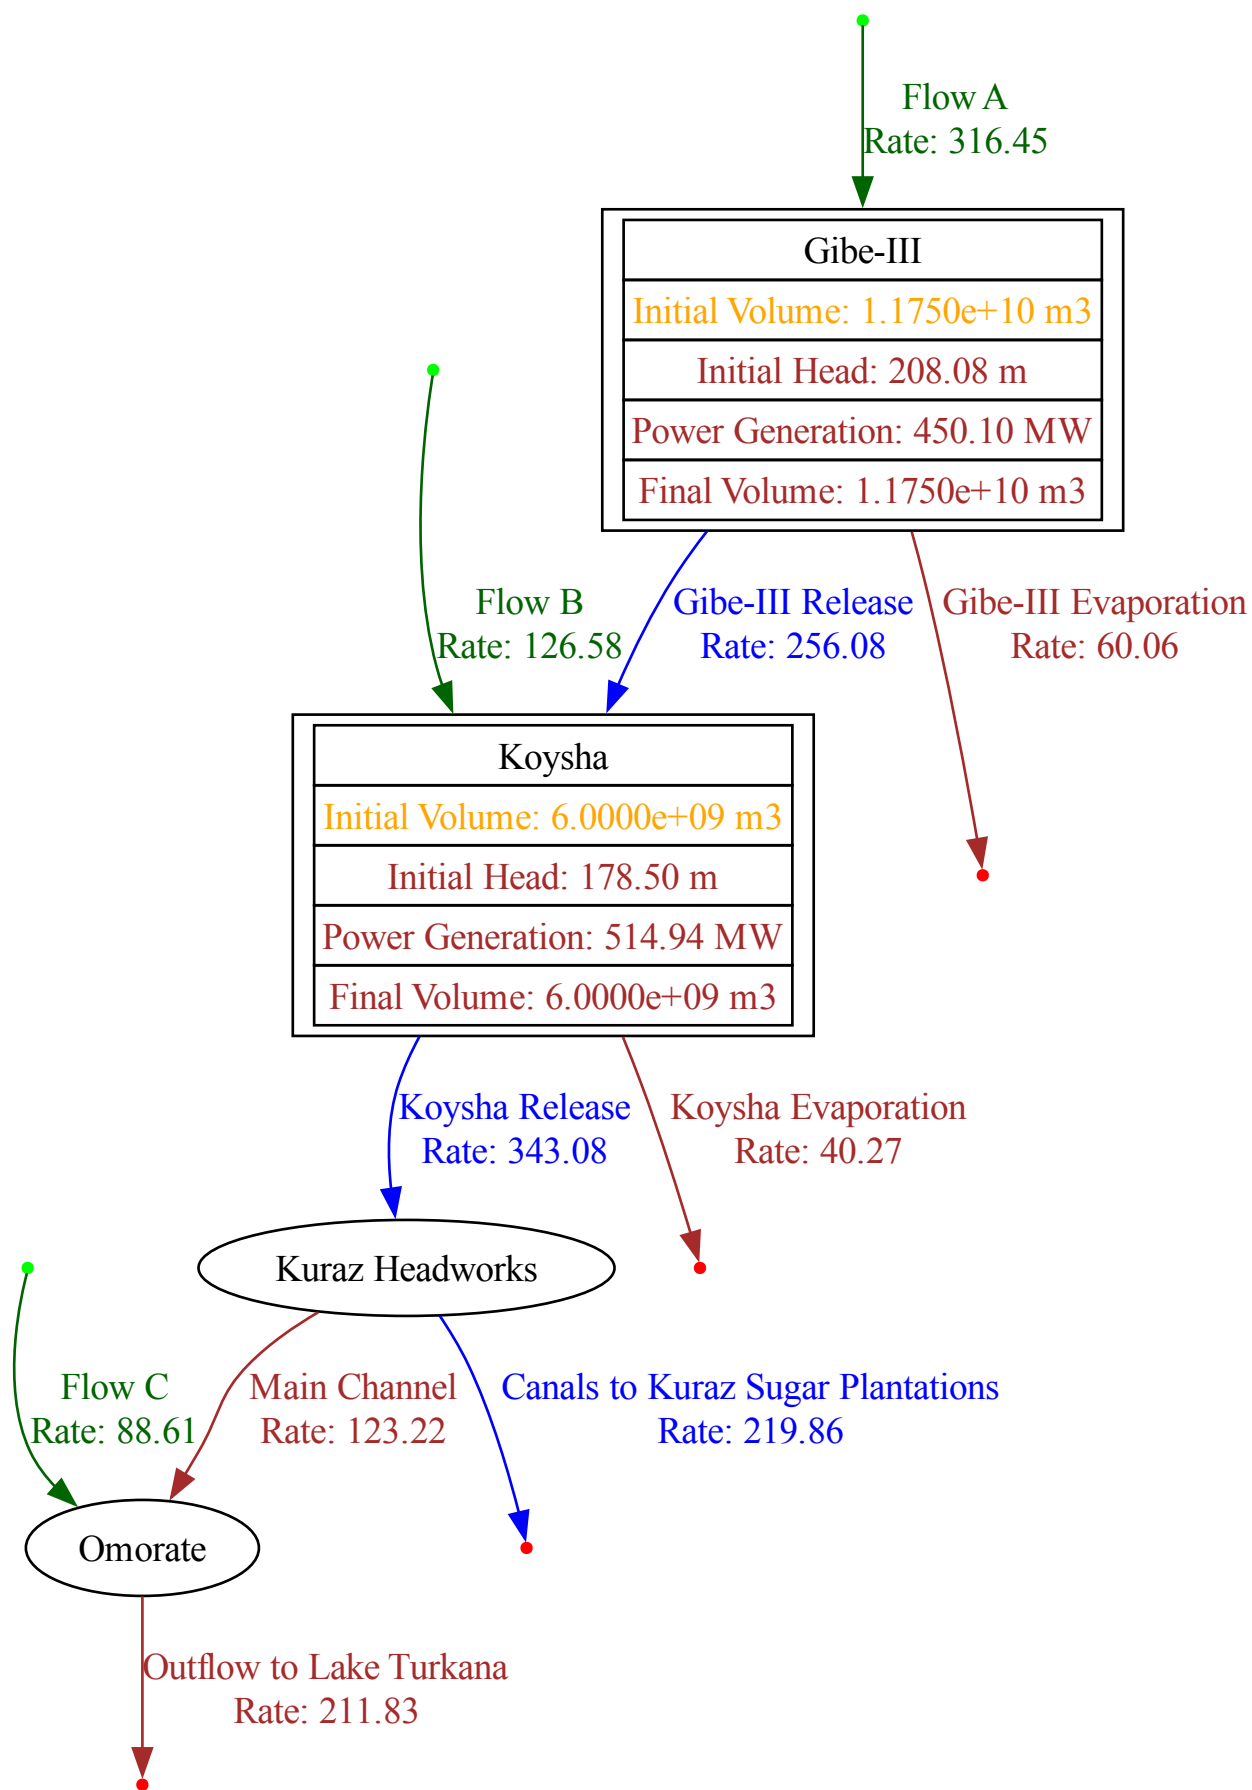 Flow A
Rate: 316.45
Gibe-III
Initial Volume: 1.1750e+10 m3
Initial Head: 208.08 m
Power Generation: 450.10 MW
Final Volume: 1.1750e+10 m3
Flow B
Rate: 126.58
Gibe-III Release
Rate: 256.08
Gibe-III Evaporation
Rate: 60.06
Koysha
Initial Volume: 6.0000e+09 m3
Initial Head: 178.50 m
Power Generation: 514.94 MW
Final Volume: 6.0000e+09 m3
Koysha Release
Rate: 343.08
Koysha Evaporation
Rate: 40.27
Kuraz Headworks
Flow C
Rate: 88.61
Main Channel
Rate: 123.22
Canals to Kuraz Sugar Plantations
Rate: 219.86
Omorate
Outflow to Lake Turkana
Rate: 211.83